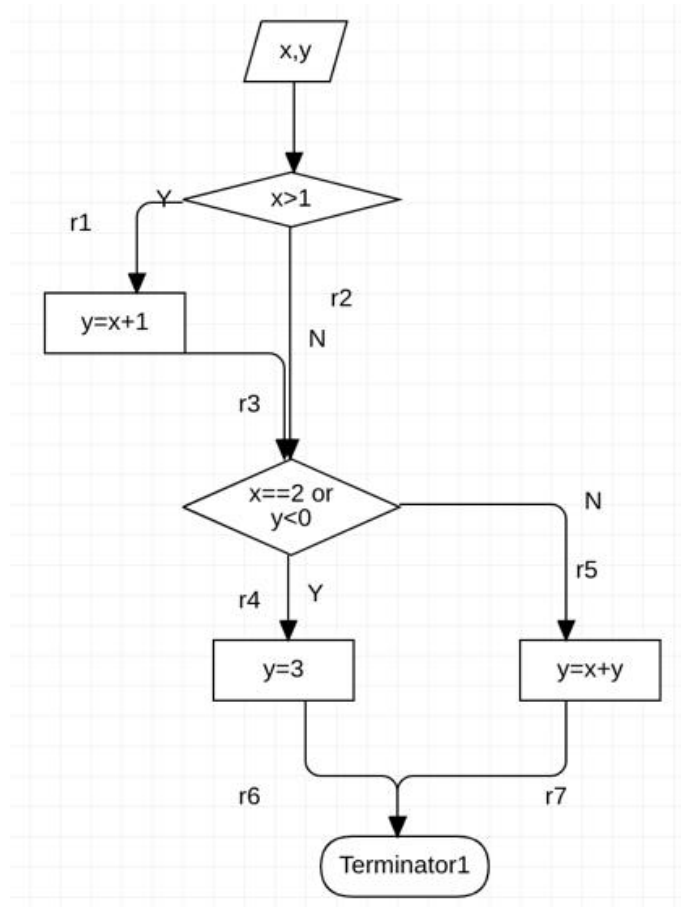 x,y
x>1
Y
r1
r2
y=x+1
N
r3
x==2 or
y<0
N
r5
r4
Y
y=3
y=x+y
r6
r7
Terminator1